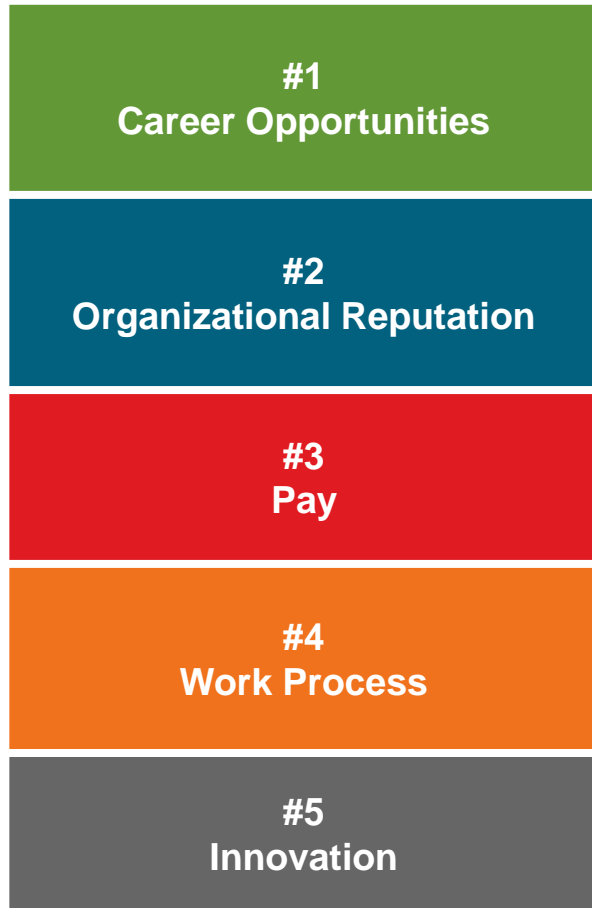 #1
Career Opportunities
#2
Organizational Reputation
#3
Pay
#4
Work Process
#5
Innovation